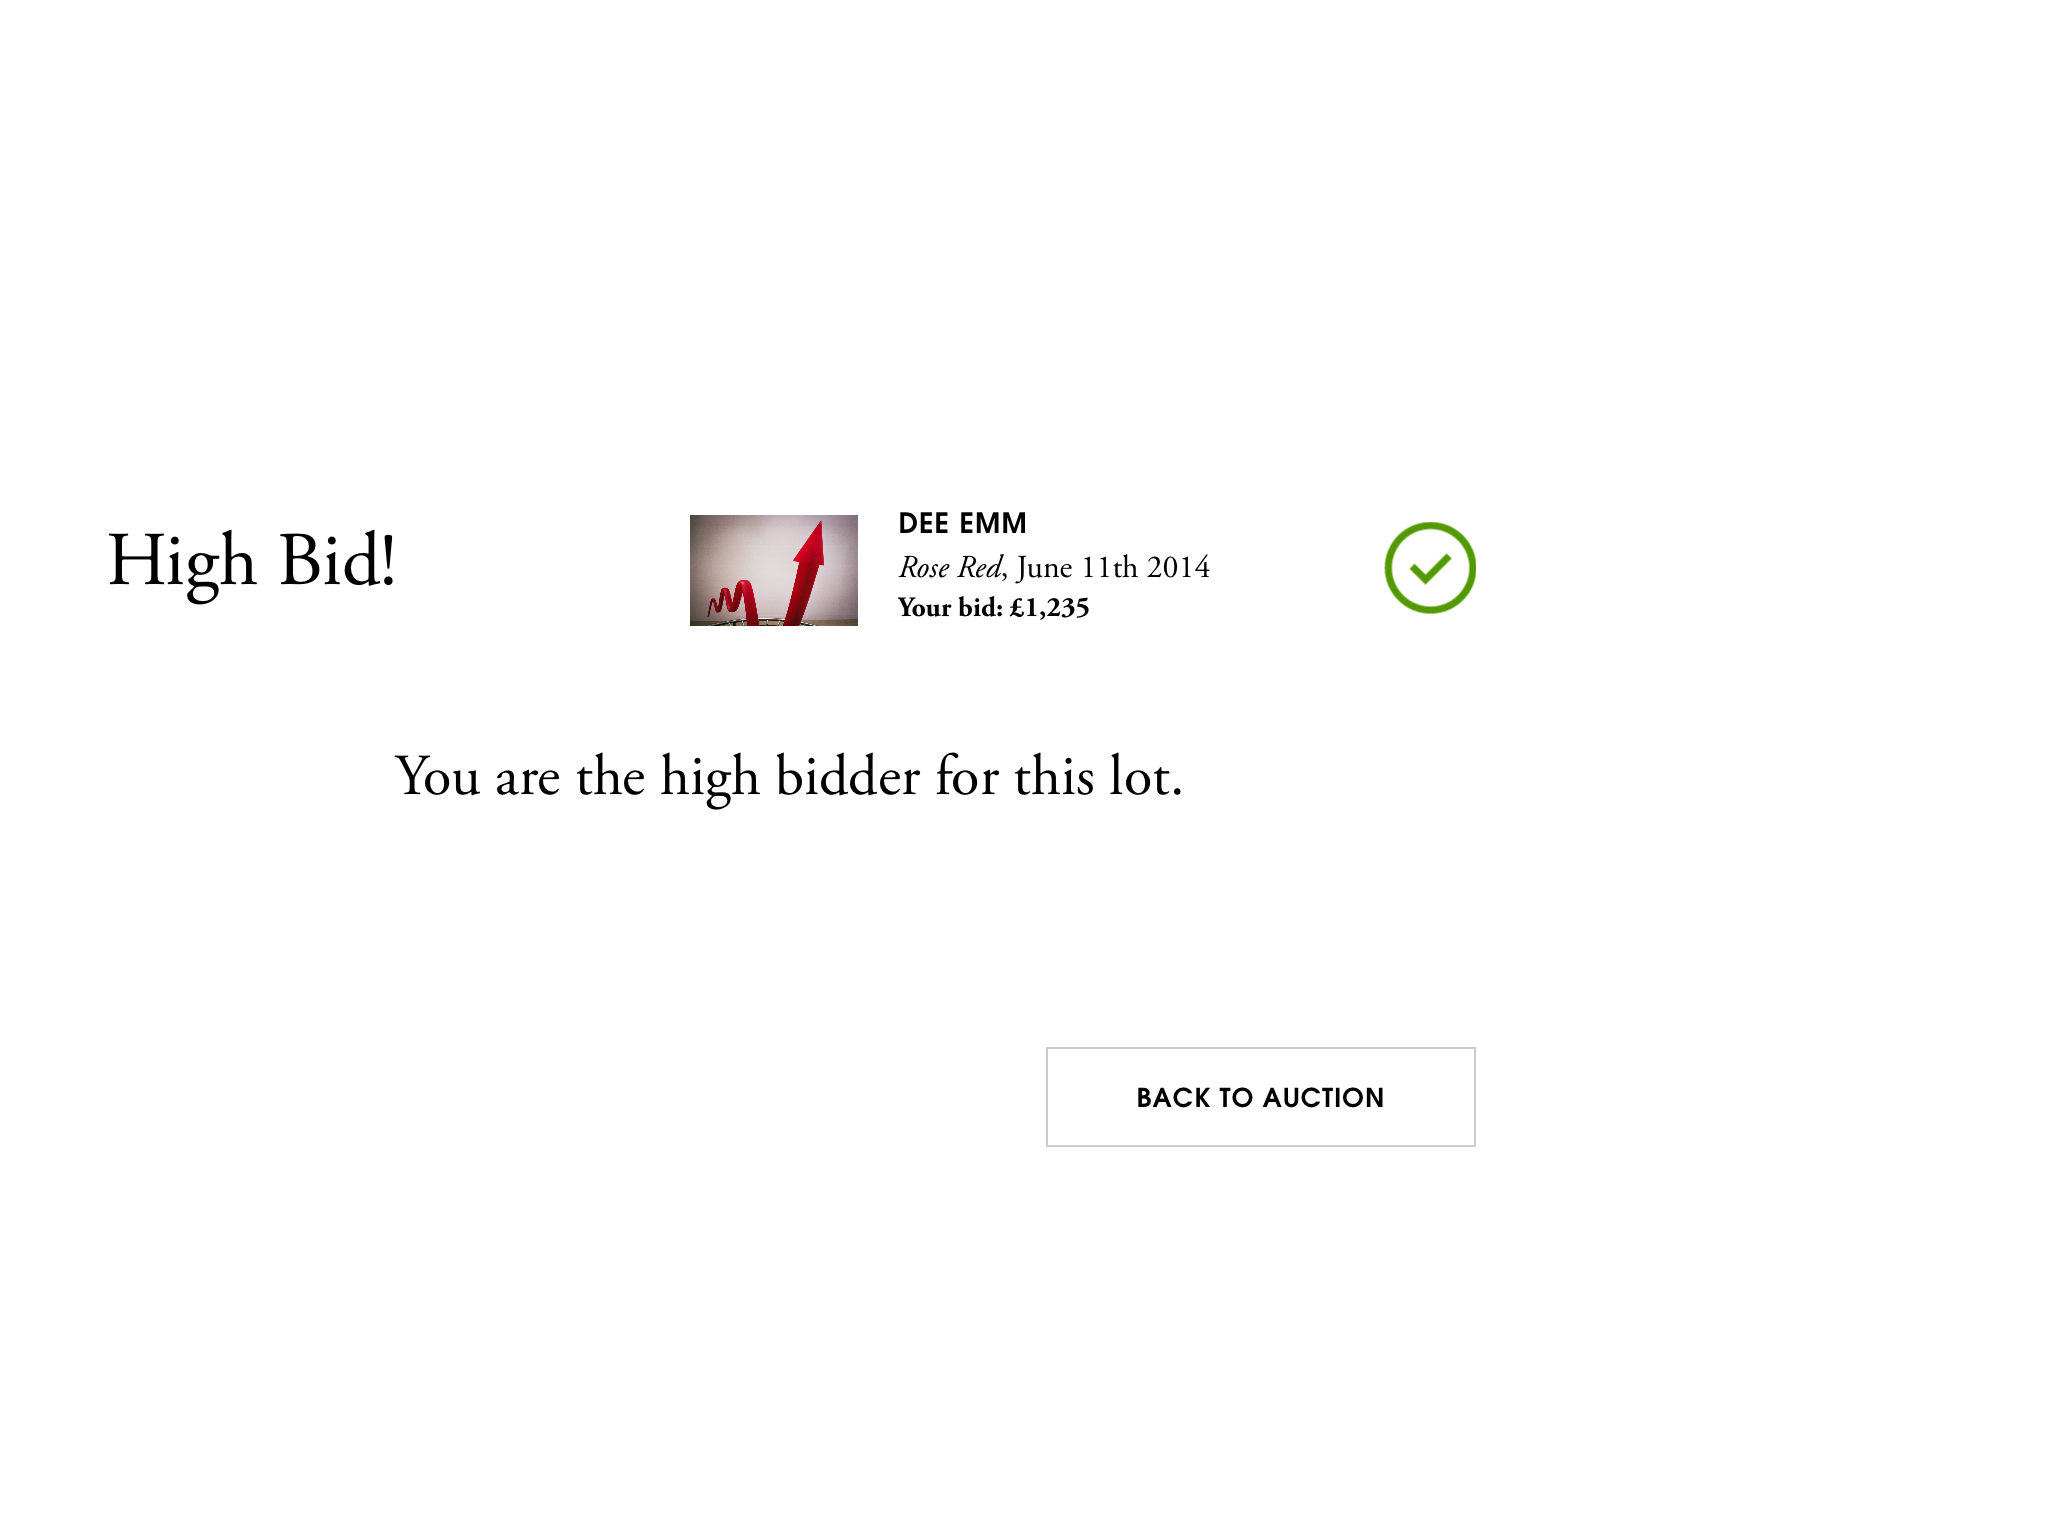 High Bid!
DEE EMM
Rose Red, June 11th 2014
Your bid: £1,235
You are the high bidder for this lot.
BACK TO AUCTION